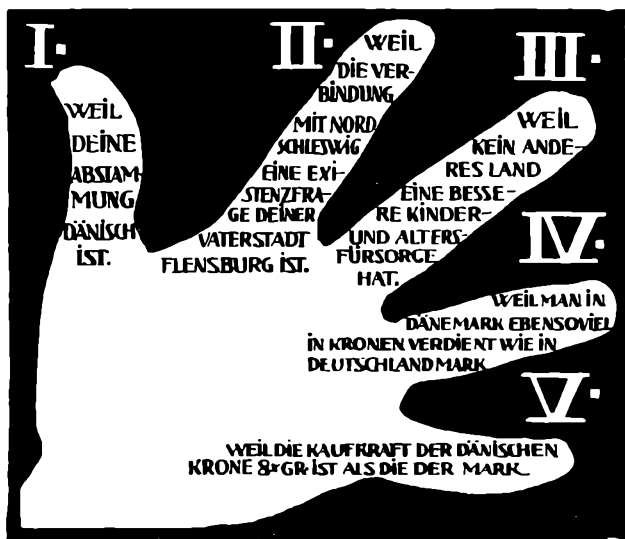 I.
WEIL
DEINE
ABSTAM-
MUNG
DÄNISCH
IST.
II.
WEIL
DIE VER-
BINDUNG
MIT NORD
SCHLESWIG
EINE EXI-
STENZFRA-
GE DEINER
VATERSTADT
FLENSBURG IST.
III.
WEIL
KEIN ANDE-
RES LAND
EINE BESSE-
RE KINDER-
UND ALTERS-
FÜRSORGE
HAT.
IV.
WEIL MAN IN
DÄNEMARK EBENSOVIEL
IN KRONEN VERDIENT WIE IN
DEUTSCHLAND MARK
V.
WEIL DIE KAUFKRAFT DER DÄNISCHEN
KRONE 8× GR. IST ALS DIE DER MARK